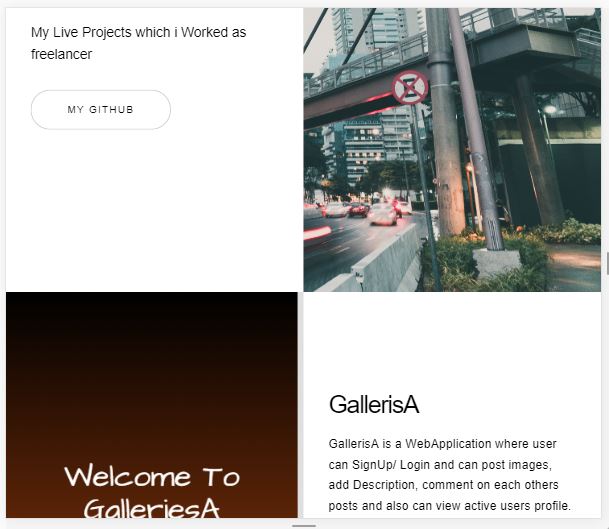 My Live Projects which i Worked as
freelancer
MY GITHUB
Welcome To
GalleriesA
GallerisA
GallerisA is a WebApplication where user
can SignUp/ Login and can post images,
add Description, comment on each others
posts and also can view active users profile.